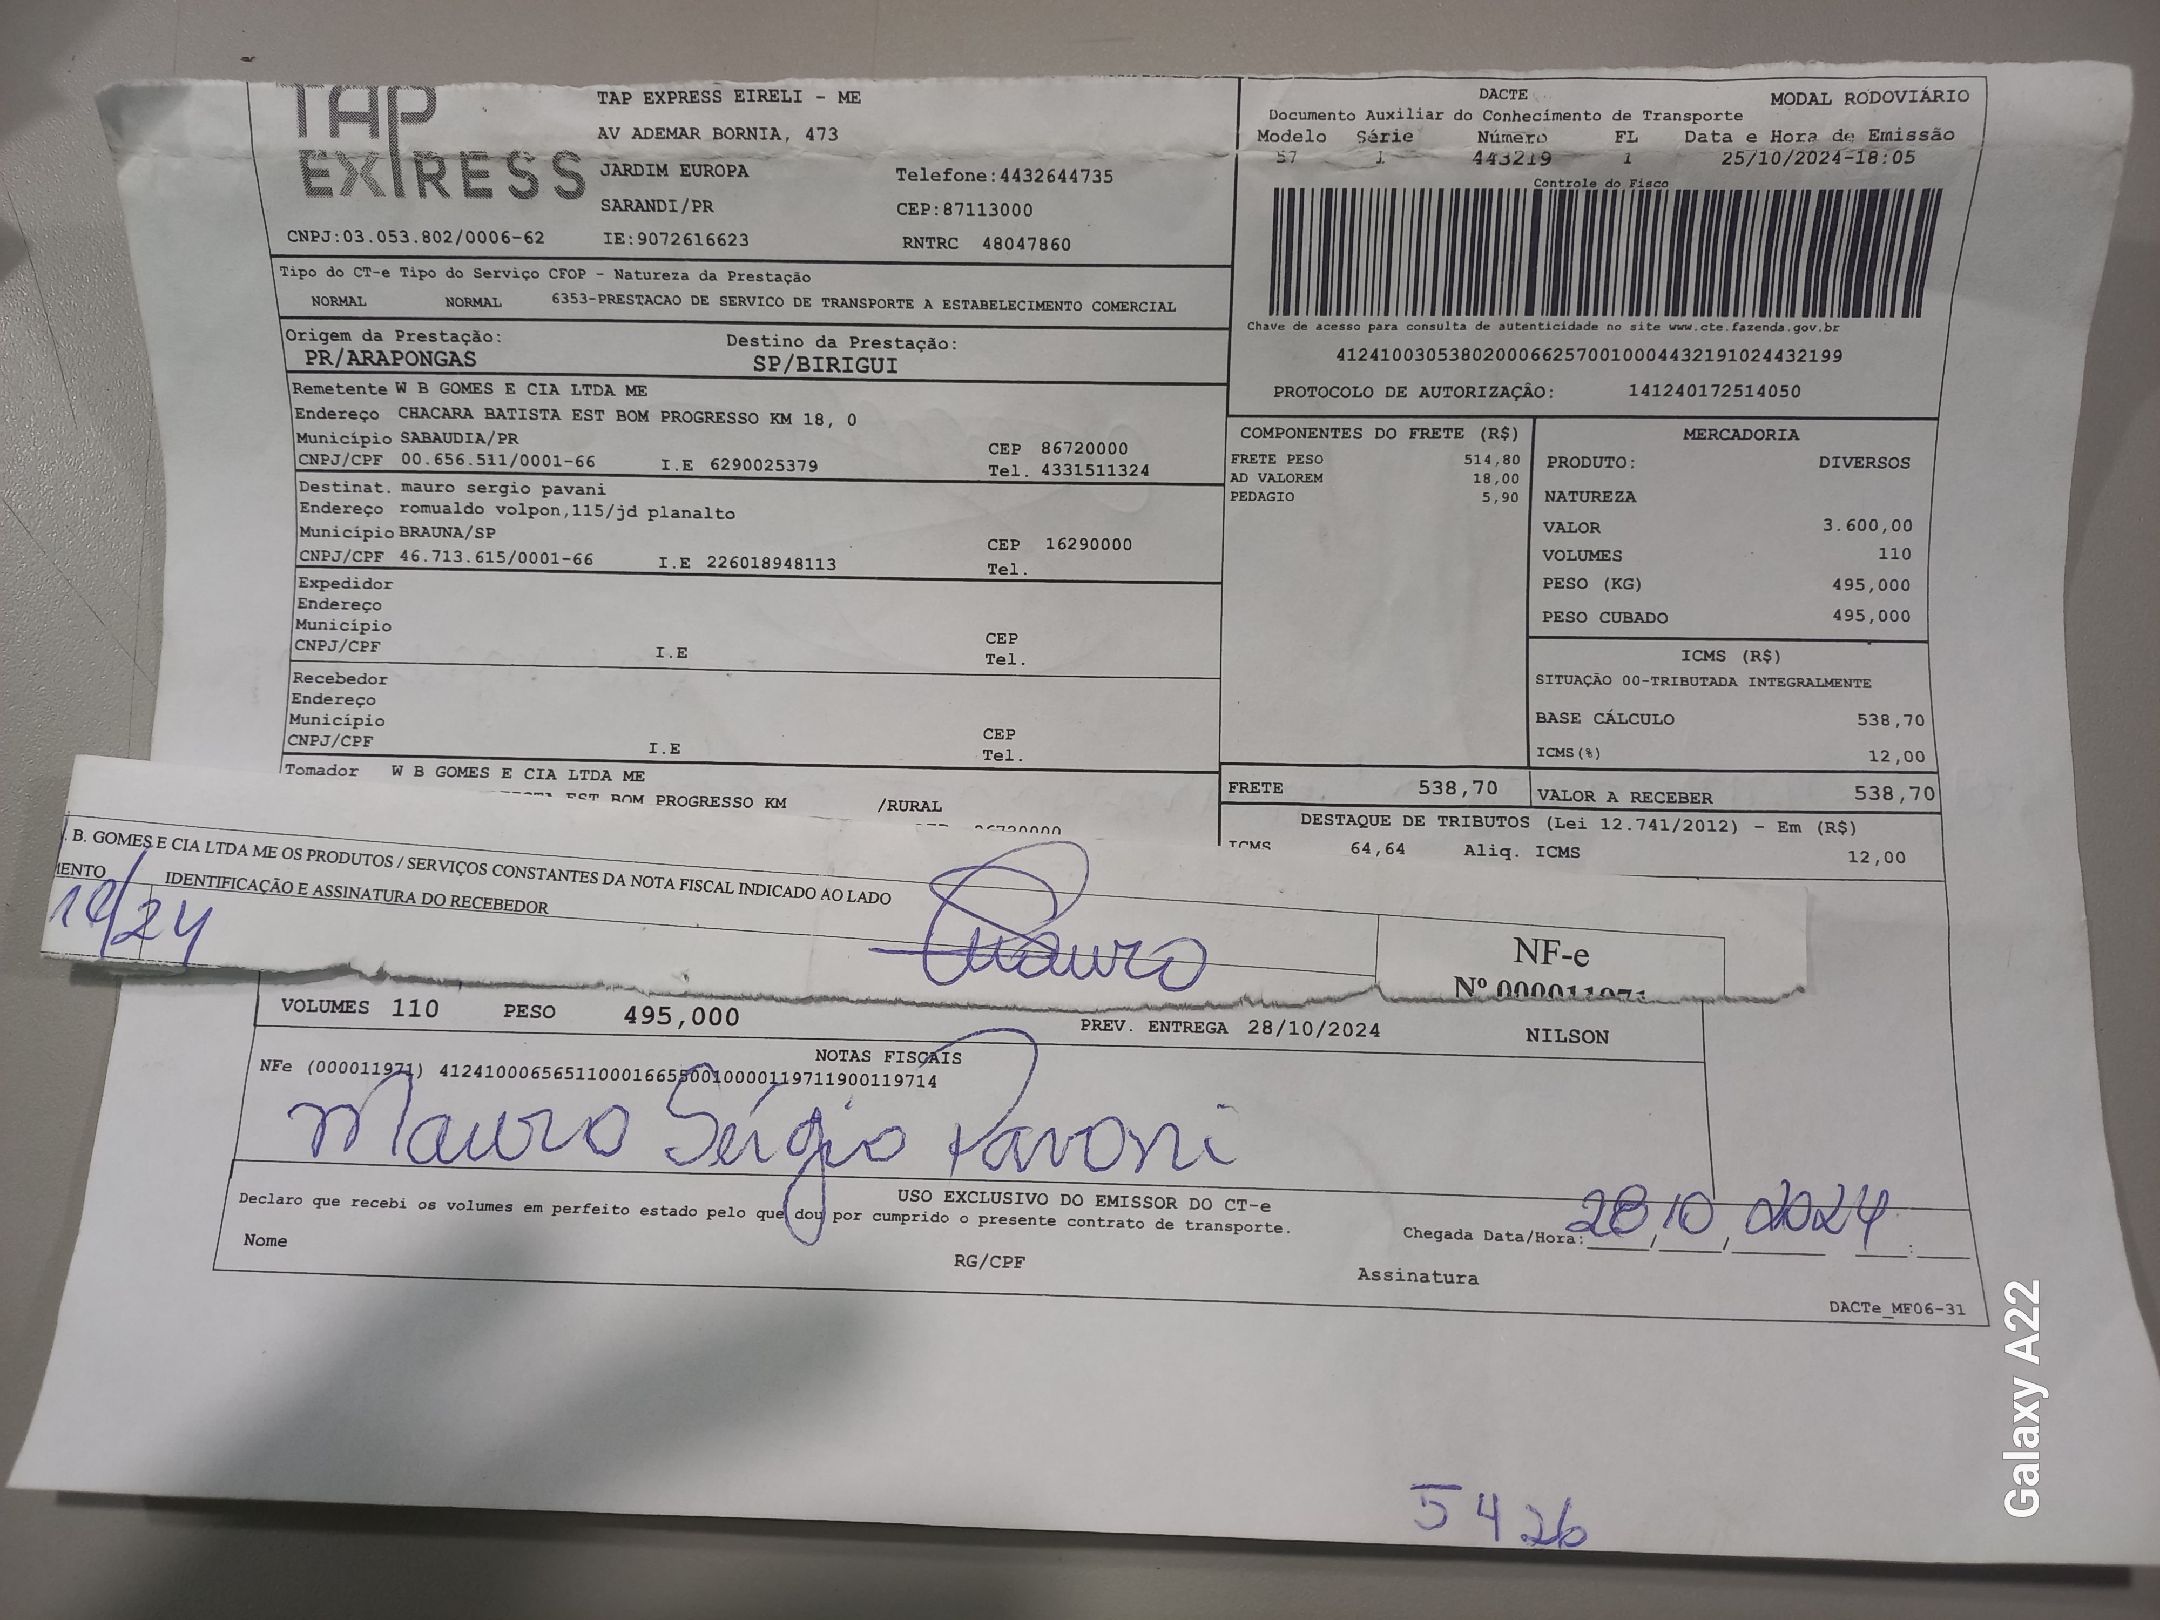 TAP EXPRESS
TAP EXPRESS EIRELI - ME
AV ADEMAR BORNIA, 473
JARDIM EUROPA Telefone:4432644735
SARANDI/PR CEP:87113000
CNPJ:03.053.802/0006-62 IE:9072616623 RNTRC 48047860
DACTE MODAL RODOVIÁRIO
Documento Auxiliar do Conhecimento de Transporte
Modelo Série Número FL Data e Hora de Emissão
57 1 443219 1 25/10/2024-18:05
Controle do Fisco
Chave de acesso para consulta de autenticidade no site www.cte.fazenda.gov.br
41241003053802000662570010004432191024432199
PROTOCOLO DE AUTORIZAÇÃO: 141240172514050
Tipo do CT-e Tipo do Serviço CFOP - Natureza da Prestação
NORMAL NORMAL 6353-PRESTACAO DE SERVICO DE TRANSPORTE A ESTABELECIMENTO COMERCIAL
Origem da Prestação: Destino da Prestação:
PR/ARAPONGAS SP/BIRIGUI
Remetente W B GOMES E CIA LTDA ME
Endereço CHACARA BATISTA EST BOM PROGRESSO KM 18, 0
Município SABAUDIA/PR CEP 86720000
CNPJ/CPF 00.656.511/0001-66 I.E 6290025379 Tel. 4331511324
Destinat. mauro sergio pavani
Endereço romualdo volpon,115/jd planalto
Município BRAUNA/SP CEP 16290000
CNPJ/CPF 46.713.615/0001-66 I.E 226018948113 Tel.
Expedidor
Endereço
Município CEP
CNPJ/CPF I.E Tel.
Recebedor
Endereço
Município CEP
CNPJ/CPF I.E Tel.
Tomador W B GOMES E CIA LTDA ME
EST BOM PROGRESSO KM /RURAL
86720000
COMPONENTES DO FRETE (R$)
FRETE PESO 514,80
AD VALOREM 18,00
PEDAGIO 5,90
MERCADORIA
PRODUTO: DIVERSOS
NATUREZA
VALOR 3.600,00
VOLUMES 110
PESO (KG) 495,000
PESO CUBADO 495,000
ICMS (R$)
SITUAÇÃO 00-TRIBUTADA INTEGRALMENTE
BASE CÁLCULO 538,70
ICMS(%) 12,00
FRETE 538,70 VALOR A RECEBER 538,70
DESTAQUE DE TRIBUTOS (Lei 12.741/2012) - Em (R$)
ICMS 64,64 Aliq. ICMS 12,00
. B. GOMES E CIA LTDA ME OS PRODUTOS / SERVIÇOS CONSTANTES DA NOTA FISCAL INDICADO AO LADO
MENTO IDENTIFICAÇÃO E ASSINATURA DO RECEBEDOR
10/24 Mauro
NF-e
Nº 000011971
VOLUMES 110 PESO 495,000 PREV. ENTREGA 28/10/2024 NILSON
NOTAS FISCAIS
NFe (000011971) 41241000656511000166550010000119711900119714
Mauro Sérgio Pavani
USO EXCLUSIVO DO EMISSOR DO CT-e
Declaro que recebi os volumes em perfeito estado pelo que dou por cumprido o presente contrato de transporte.
Chegada Data/Hora: 28/10/2024 :
Nome RG/CPF Assinatura
DACTe_MF06-31
5426
Galaxy A22